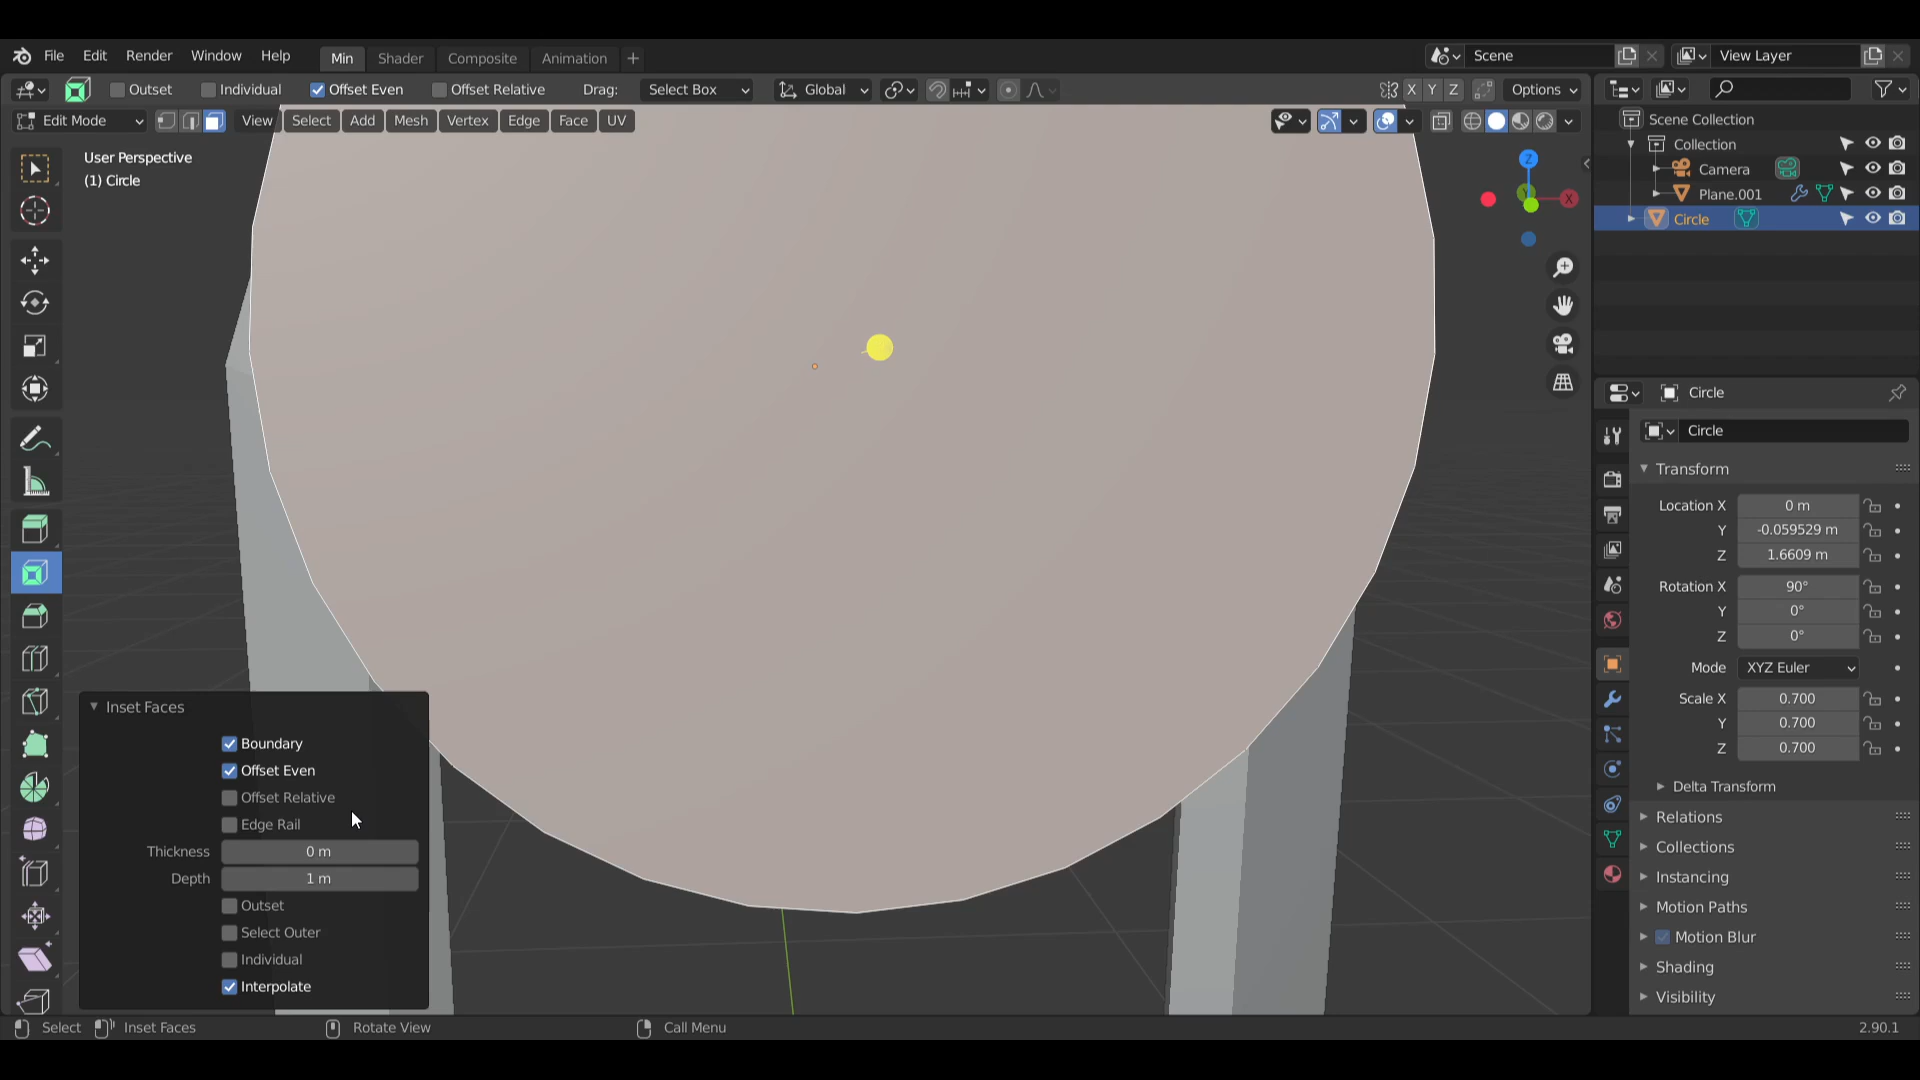 File Edit Render Window Help Min Shader Composite Animation + Scene View Layer
Outset Individual Offset Even Offset Relative Drag: Select Box Global X Y Z Options
Edit Mode View Select Add Mesh Vertex Edge Face UV
User Perspective
(1) Circle
Z
Y
X
Scene Collection
Collection
Camera
Plane.001
Circle
Circle
Circle
Transform
Location X 0 m
Y -0.059529 m
Z 1.6609 m
Rotation X 90°
Y 0°
Z 0°
Mode XYZ Euler
Scale X 0.700
Y 0.700
Z 0.700
Delta Transform
Relations
Collections
Instancing
Motion Paths
Motion Blur
Shading
Visibility
Inset Faces
Boundary
Offset Even
Offset Relative
Edge Rail
Thickness 0 m
Depth 1 m
Outset
Select Outer
Individual
Interpolate
Select Inset Faces Rotate View Call Menu 2.90.1